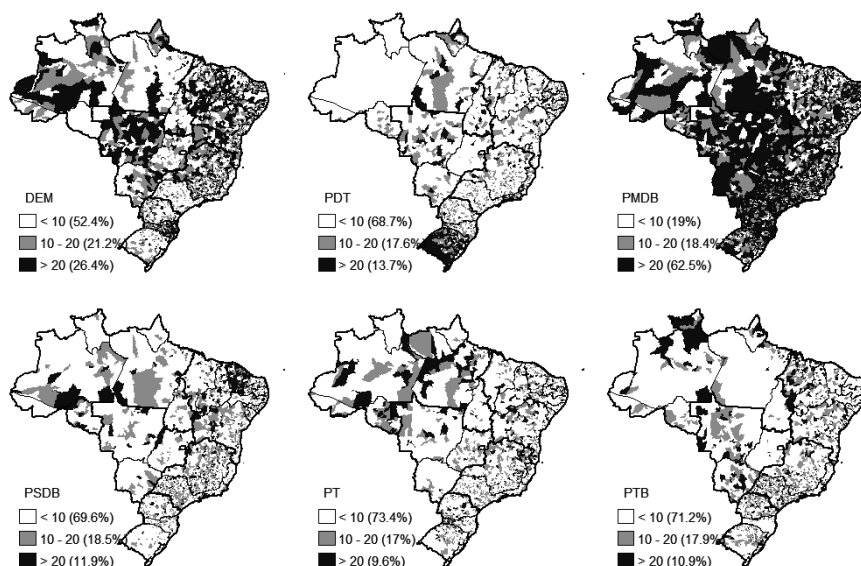 DEM
< 10 (52.4%)
10 - 20 (21.2%
> 20 (26.4%)
PDT
< 10 (68.7%)
10 - 20 (17.6%
> 20 (13.7%)
PMDB
< 10 (19%)
10 - 20 (18.4%
> 20 (62.5%)
PSDB
< 10 (69.6%)
10 - 20 (18.5%
> 20 (11.9%)
PT
< 10 (73.4%)
10 - 20 (17%)
> 20 (9.6%)
PTB
< 10 (71.2%)
10 - 20 (17.9%
> 20 (10.9%)